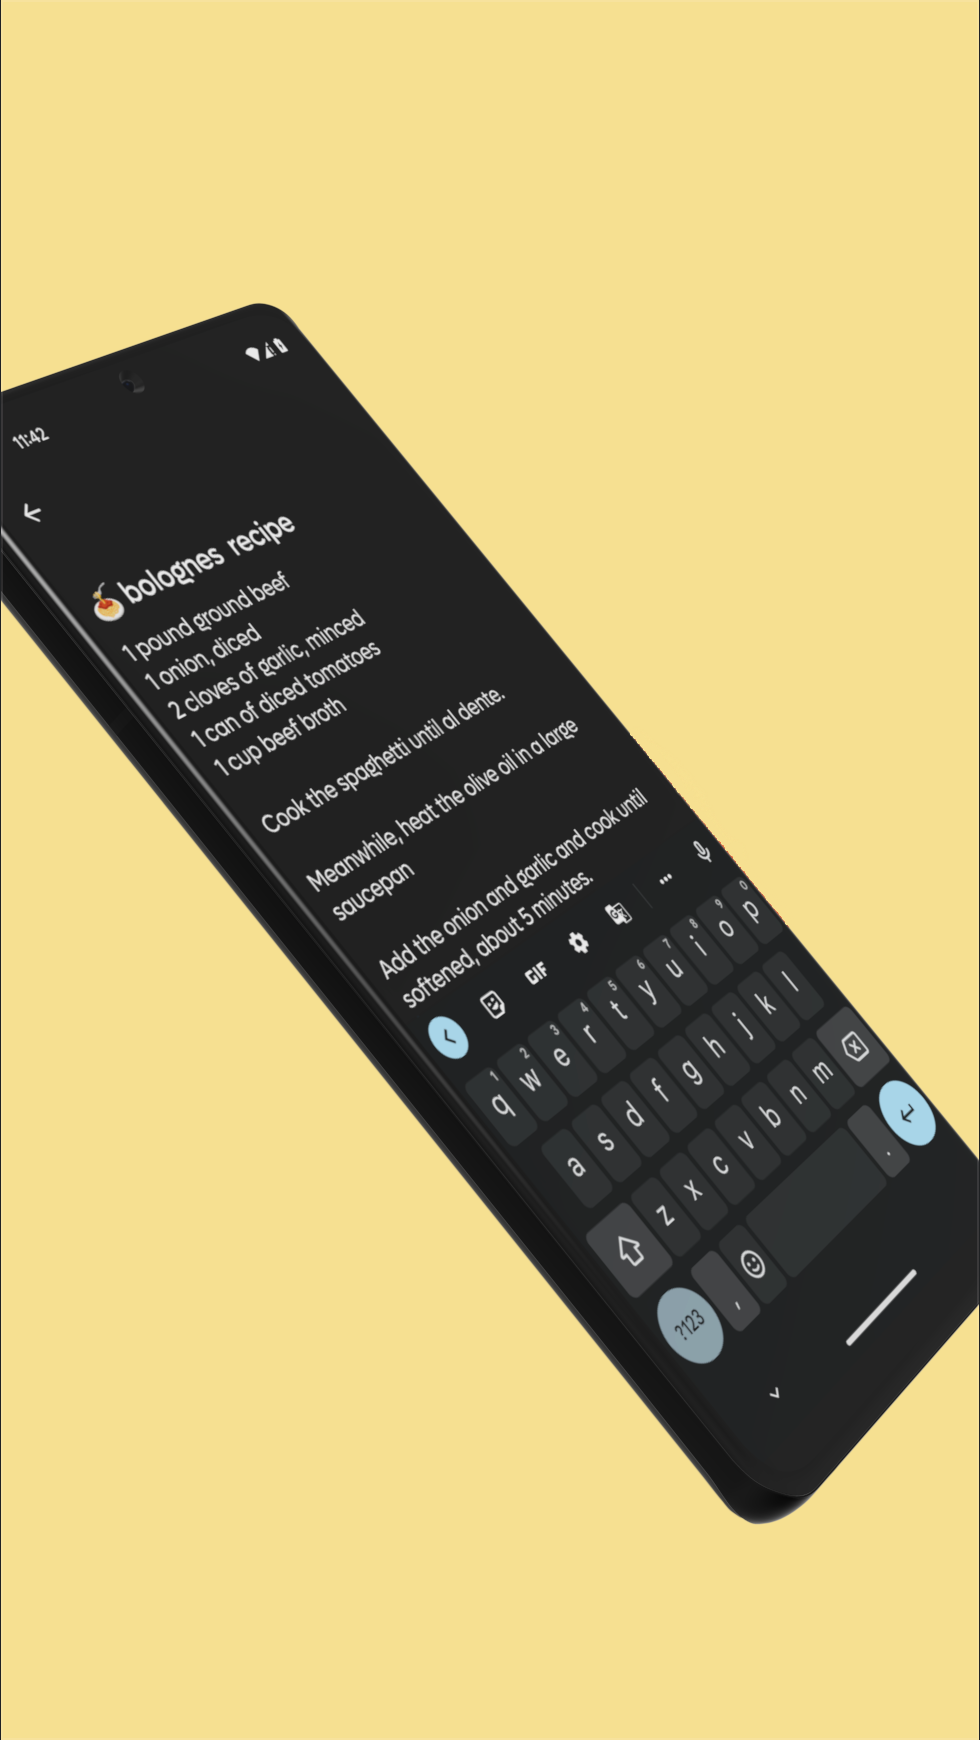 11:42
🍝bolognes recipe
1 pound ground beef
1 onion, diced
2 cloves of garlic, minced
1 can of diced tomatoes
1 cup beef broth
Cook the spaghetti until al dente.
Meanwhile, heat the olive oil in a large
saucepan
Add the onion and garlic and cook until
softened, about 5 minutes.
GIF
1 2 3 4 5 6 7 8 9 0
q w e r t y u i o p
a s d f g h j k l
z x c v b n m
?123 , .